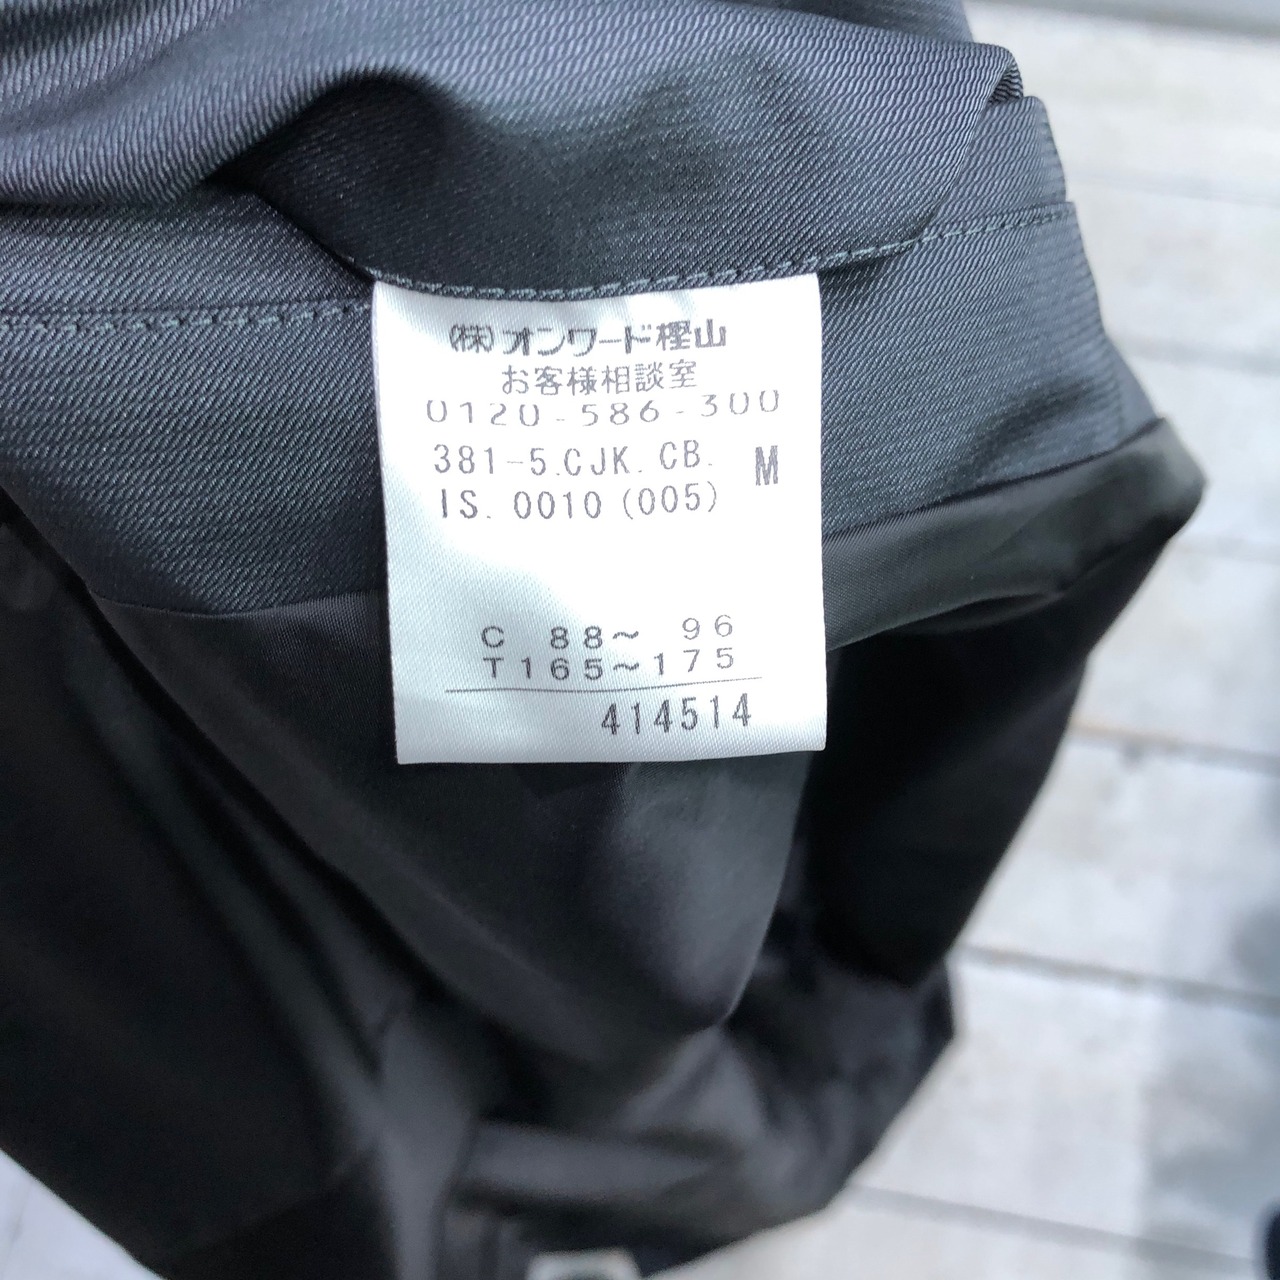 (株)オンワード樫山
お客様相談室
0120-586-300
381-5.CJK.CB. M
IS.0010(005)
C 88～ 96
T165～175
414514